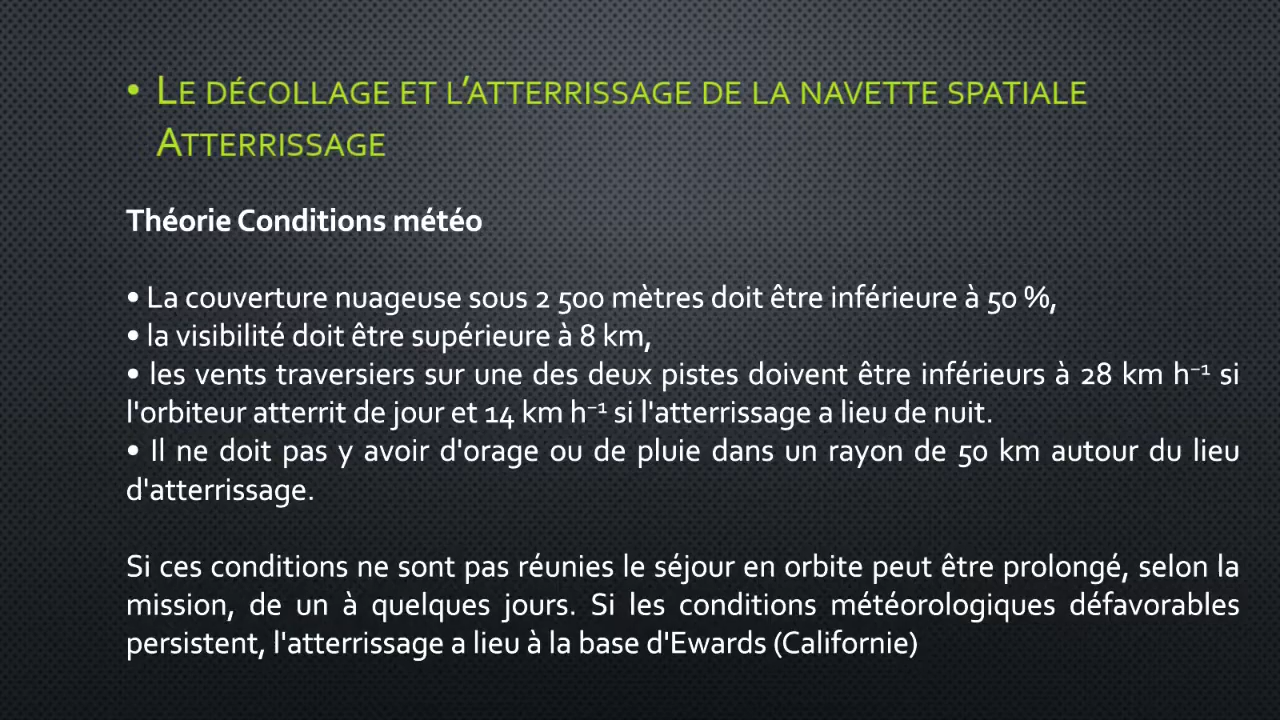 • LE DÉCOLLAGE ET L’ATTERRISSAGE DE LA NAVETTE SPATIALE
ATTERRISSAGE
Théorie Conditions météo
• La couverture nuageuse sous 2 500 mètres doit être inférieure à 50 %,
• la visibilité doit être supérieure à 8 km,
• les vents traversiers sur une des deux pistes doivent être inférieurs à 28 km h⁻¹ si
l'orbiteur atterrit de jour et 14 km h⁻¹ si l'atterrissage a lieu de nuit.
• Il ne doit pas y avoir d'orage ou de pluie dans un rayon de 50 km autour du lieu
d'atterrissage.
Si ces conditions ne sont pas réunies le séjour en orbite peut être prolongé, selon la
mission, de un à quelques jours. Si les conditions météorologiques défavorables
persistent, l'atterrissage a lieu à la base d'Ewards (Californie)